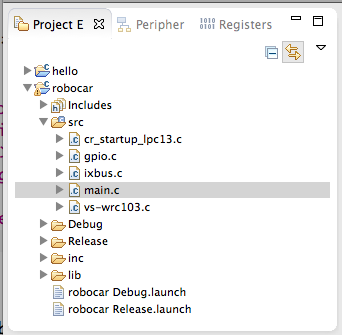 Project E Peripher Registers
hello
robocar
Includes
src
cr_startup_lpc13.c
gpio.c
ixbus.c
main.c
vs-wrc103.c
Debug
Release
inc
lib
robocar Debug.launch
robocar Release.launch